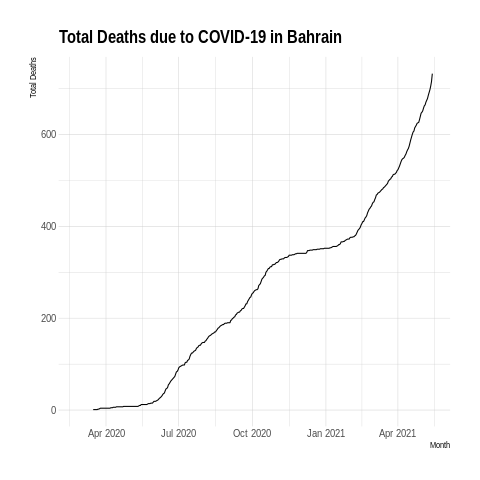 Total Deaths due to COVID-19 in Bahrain
Total Deaths
600
400
200
0
Apr 2020 Jul 2020 Oct 2020 Jan 2021 Apr 2021
Month